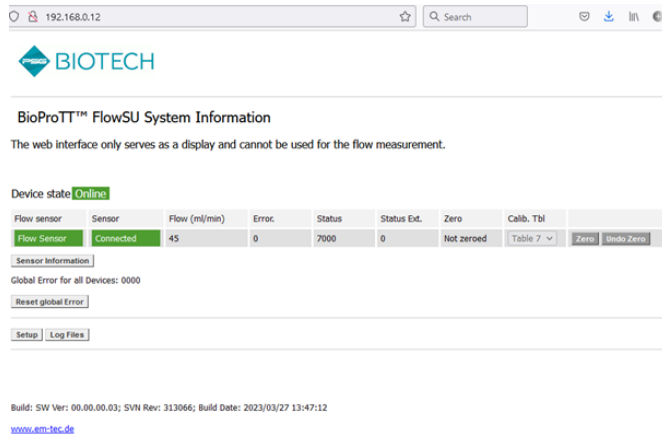 192.168.0.12
Search
PSG BIOTECH
BioProTT™ FlowSU System Information
The web interface only serves as a display and cannot be used for the flow measurement.
Device state Online
Flow sensor Sensor Flow (ml/min) Error. Status Status Ext. Zero Calib. Tbl
Flow Sensor Connected 45 0 7000 0 Not zeroed Table 7 Zero Undo Zero
Sensor Information
Global Error for all Devices: 0000
Reset global Error
Setup Log Files
Build: SW Ver: 00.00.00.03; SVN Rev: 313066; Build Date: 2023/03/27 13:47:12
www.em-tec.de